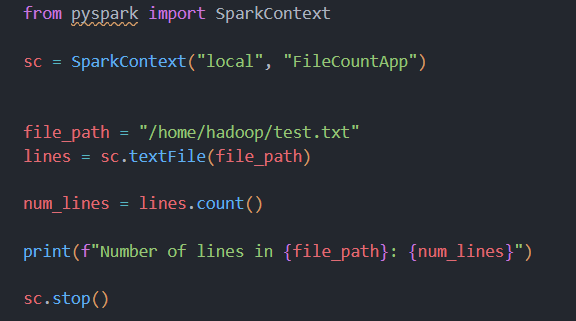 from pyspark import SparkContext
sc = SparkContext("local", "FileCountApp")
file_path = "/home/hadoop/test.txt"
lines = sc.textFile(file_path)
num_lines = lines.count()
print(f"Number of lines in {file_path}: {num_lines}")
sc.stop()